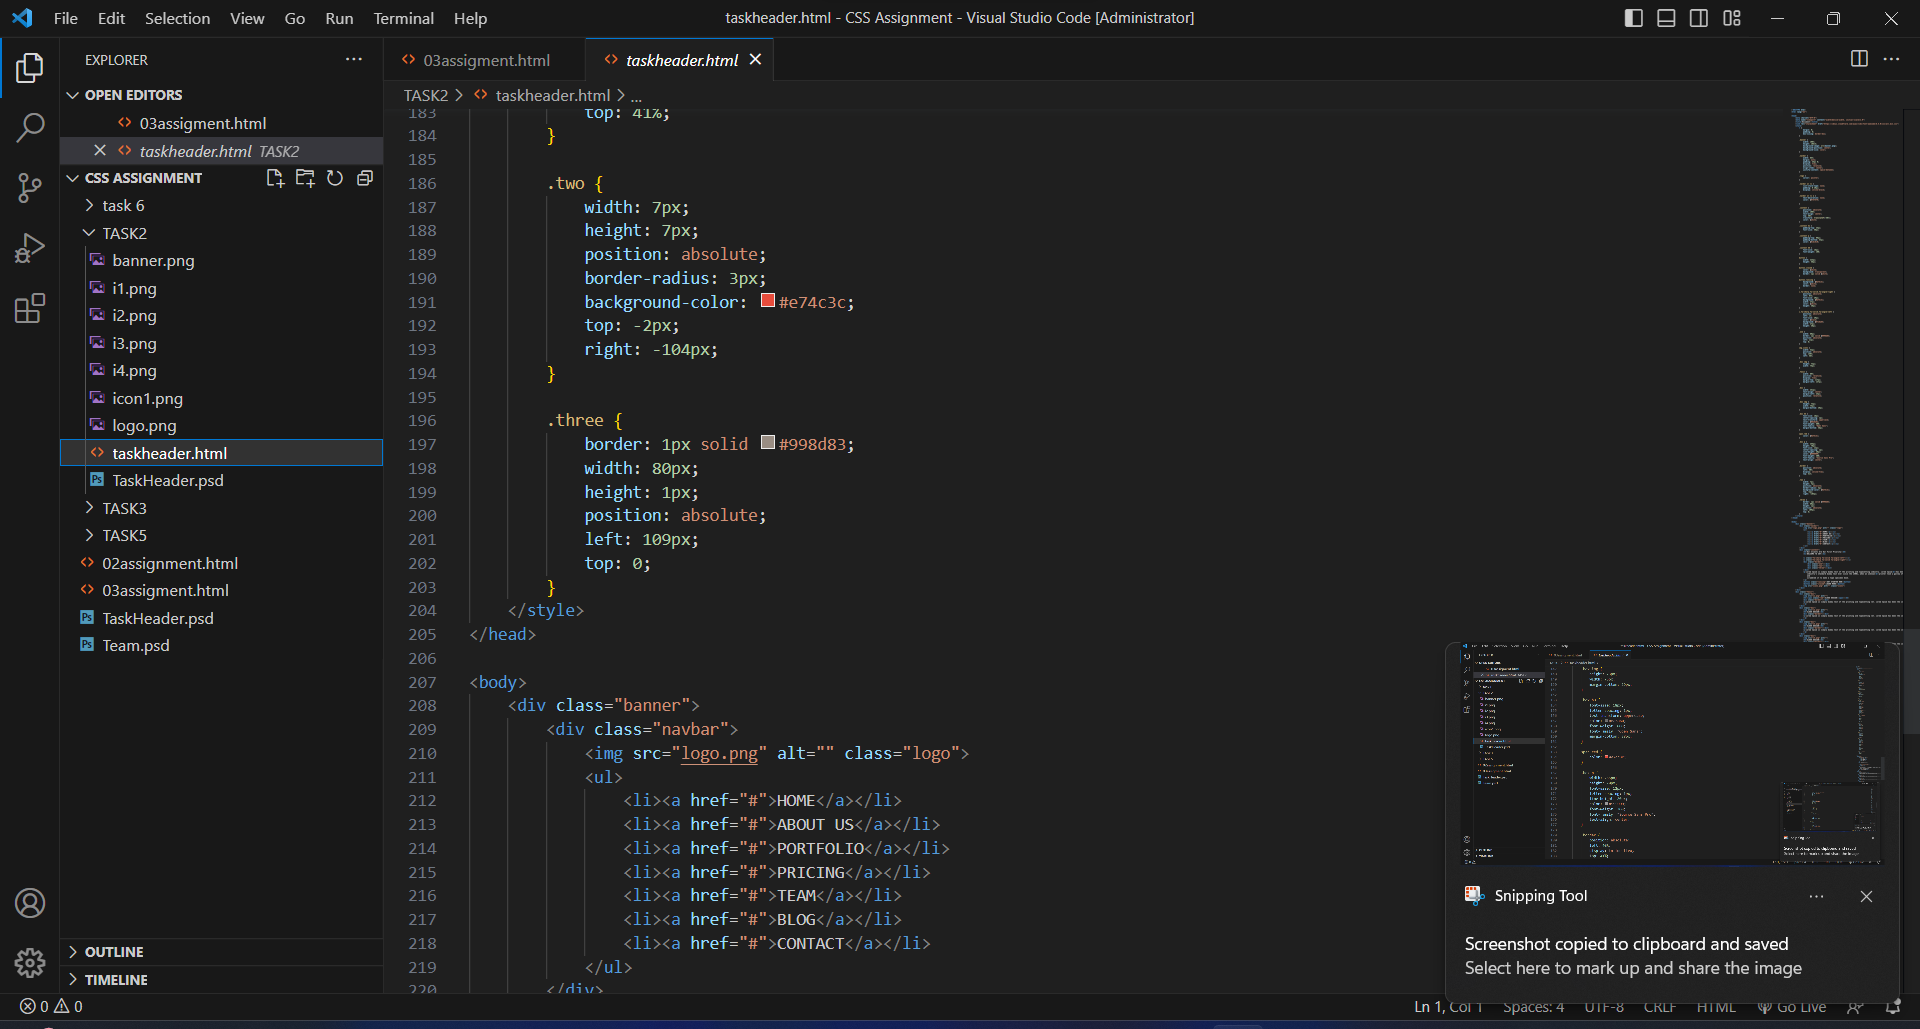 File Edit Selection View Go Run Terminal Help
taskheader.html - CSS Assignment - Visual Studio Code [Administrator]
EXPLORER
OPEN EDITORS
03assigment.html
taskheader.html TASK2
CSS ASSIGNMENT
task 6
TASK2
banner.png
i1.png
i2.png
i3.png
i4.png
icon1.png
logo.png
taskheader.html
TaskHeader.psd
TASK3
TASK5
02assignment.html
03assigment.html
TaskHeader.psd
Team.psd
OUTLINE
TIMELINE
03assigment.html
taskheader.html
TASK2 > taskheader.html > ...
183 top: 41%;
184 }
185
186 .two {
187 width: 7px;
188 height: 7px;
189 position: absolute;
190 border-radius: 3px;
191 background-color: #e74c3c;
192 top: -2px;
193 right: -104px;
194 }
195
196 .three {
197 border: 1px solid #998d83;
198 width: 80px;
199 height: 1px;
200 position: absolute;
201 left: 109px;
202 top: 0;
203 }
204 </style>
205 </head>
206
207 <body>
208 <div class="banner">
209 <div class="navbar">
210 <img src="logo.png" alt="" class="logo">
211 <ul>
212 <li><a href="#">HOME</a></li>
213 <li><a href="#">ABOUT US</a></li>
214 <li><a href="#">PORTFOLIO</a></li>
215 <li><a href="#">PRICING</a></li>
216 <li><a href="#">TEAM</a></li>
217 <li><a href="#">BLOG</a></li>
218 <li><a href="#">CONTACT</a></li>
219 </ul>
220 </div>
Snipping Tool
Screenshot copied to clipboard and saved
Select here to mark up and share the image
0 0
Ln 1, Col 1 Spaces: 4 UTF-8 CRLF HTML Go Live